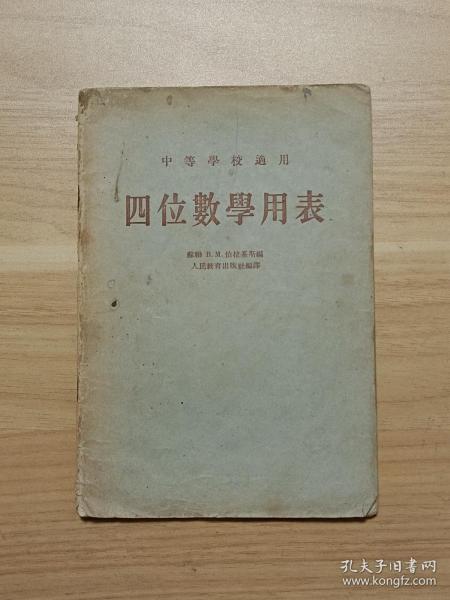 中等學校適用
四位數學用表
蘇聯 B.M.伯拉基斯編
人民教育出版社編譯
孔夫子旧书网
www.kongfz.com